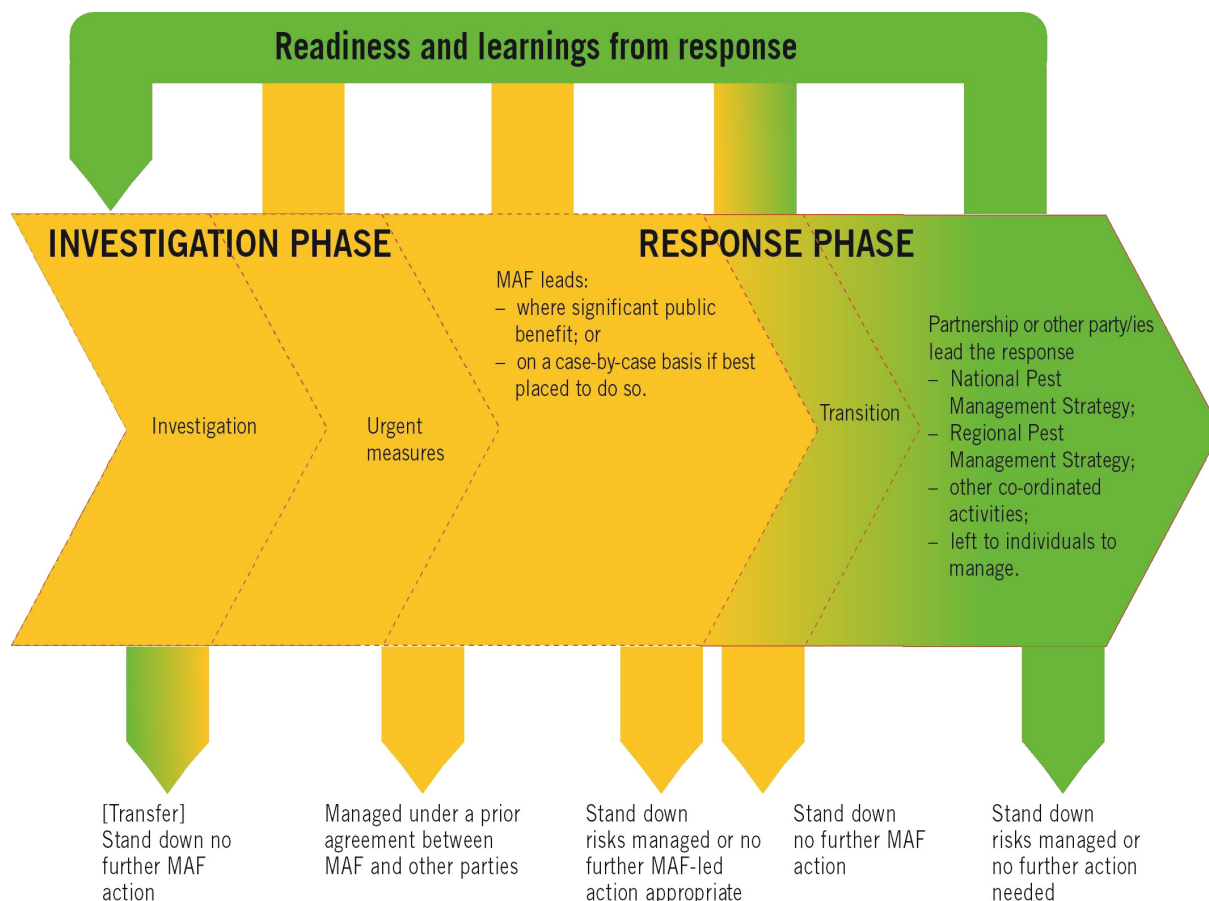 Readiness and learnings from response
INVESTIGATION PHASE
RESPONSE PHASE
Investigation
Urgent
measures
MAF leads:
– where significant public
benefit; or
– on a case-by-case basis if best
placed to do so.
Transition
Partnership or other party/ies
lead the response
– National Pest
Management Strategy;
– Regional Pest
Management Strategy;
– other co-ordinated
activities;
– left to individuals to
manage.
[Transfer]
Stand down no
further MAF
action
Managed under a prior
agreement between
MAF and other parties
Stand down
risks managed or no
further MAF-led
action appropriate
Stand down
no further MAF
action
Stand down
risks managed or
no further action
needed